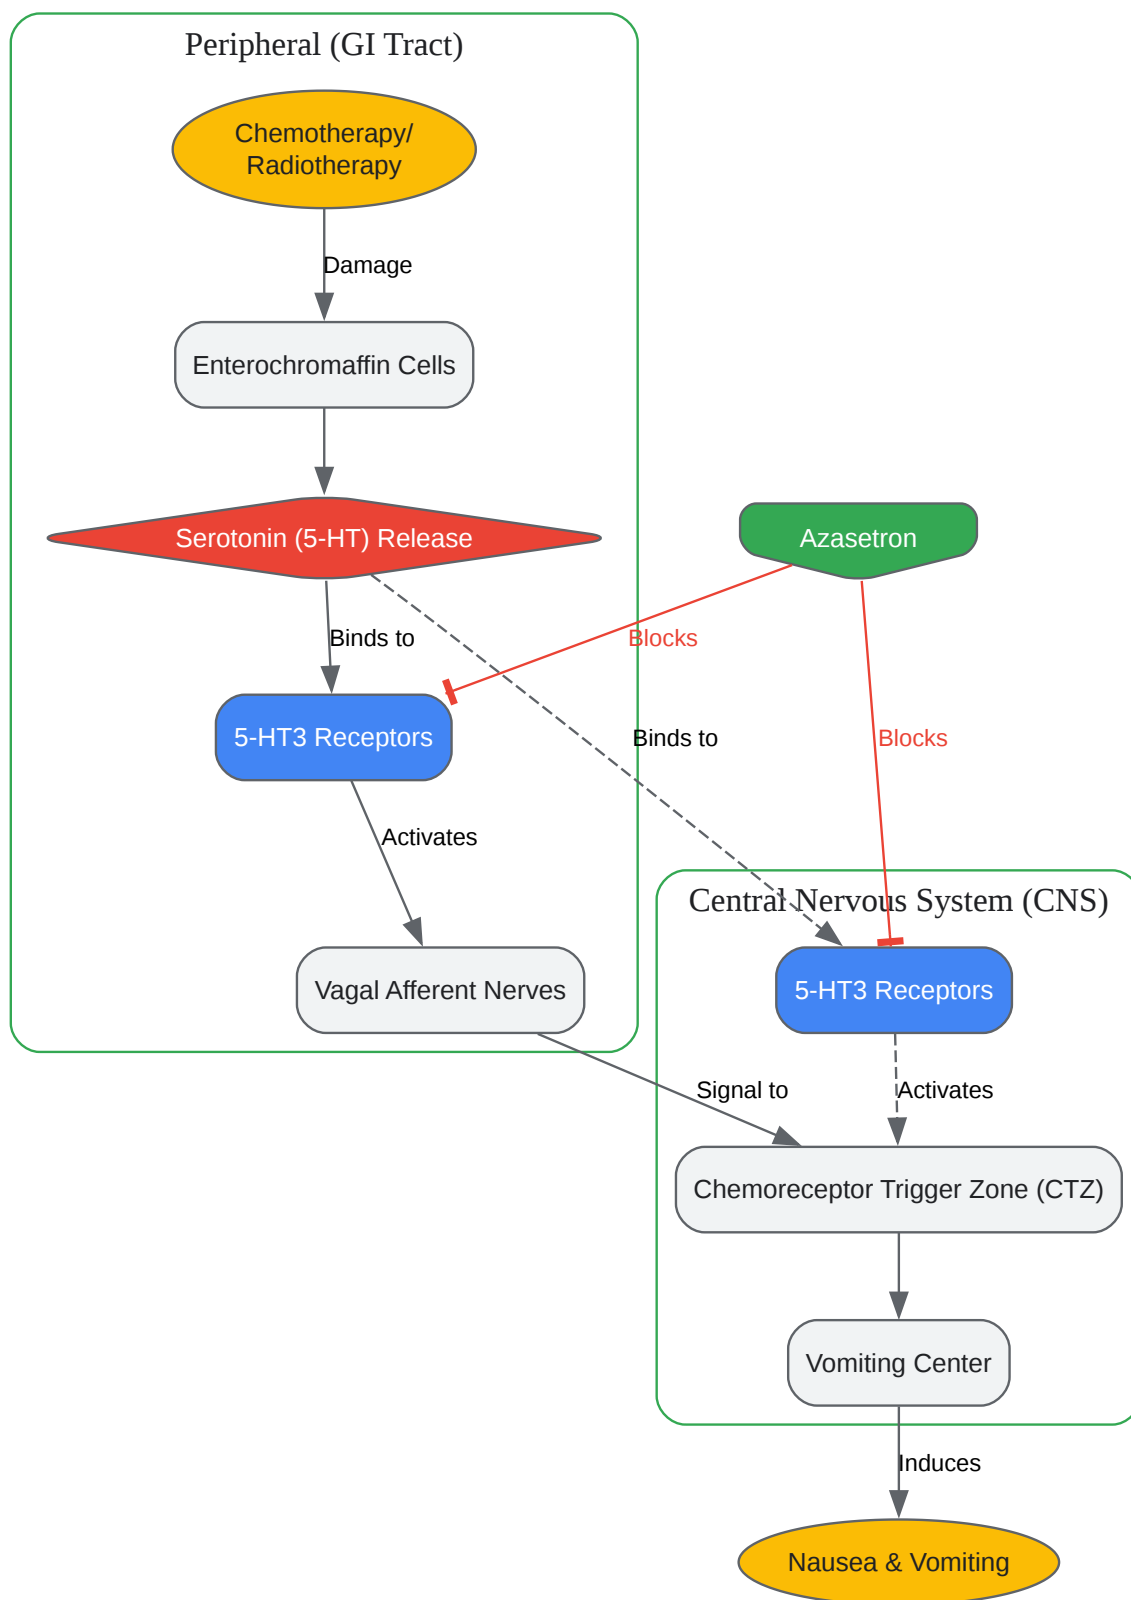 Peripheral (GI Tract)
Chemotherapy/
Radiotherapy
Damage
Enterochromaffin Cells
Serotonin (5-HT) Release
Azasetron
Binds to
Blocks
5-HT3 Receptors
Binds to
Blocks
Activates
Central Nervous System (CNS)
Vagal Afferent Nerves
5-HT3 Receptors
Signal to
Activates
Chemoreceptor Trigger Zone (CTZ)
Vomiting Center
Induces
Nausea & Vomiting